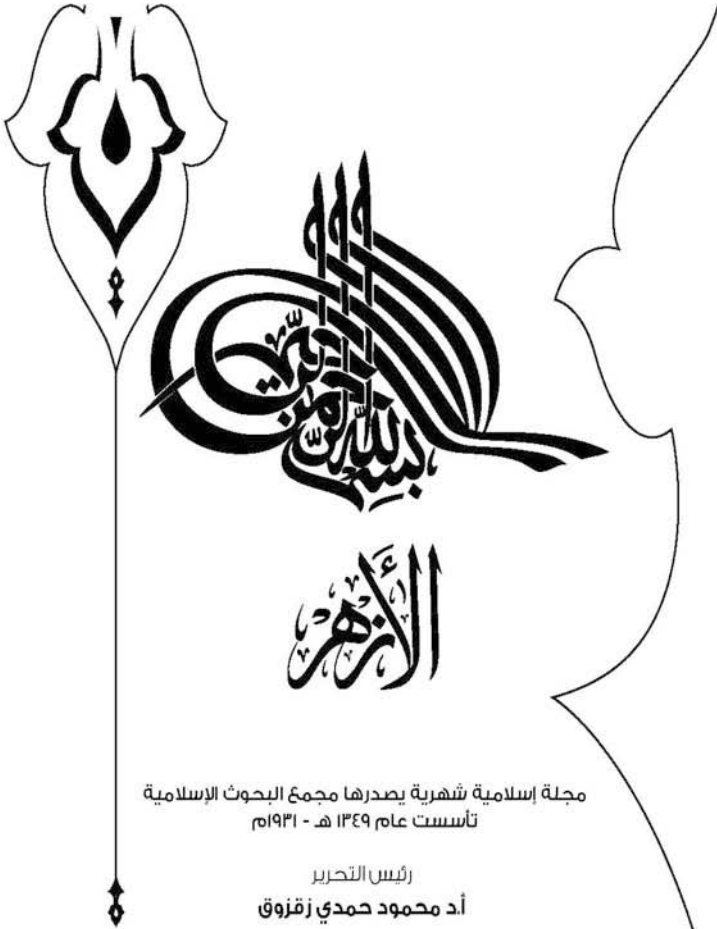 بسم الله الرحمن الرحيم
الأزهر
مجلة إسلامية شهرية يصدرها مجمع البحوث الإسلامية
تأسست عام ١٣٤٩ هـ - ١٩٣١م
رئيس التحرير
أ.د محمود حمدي زقزوق